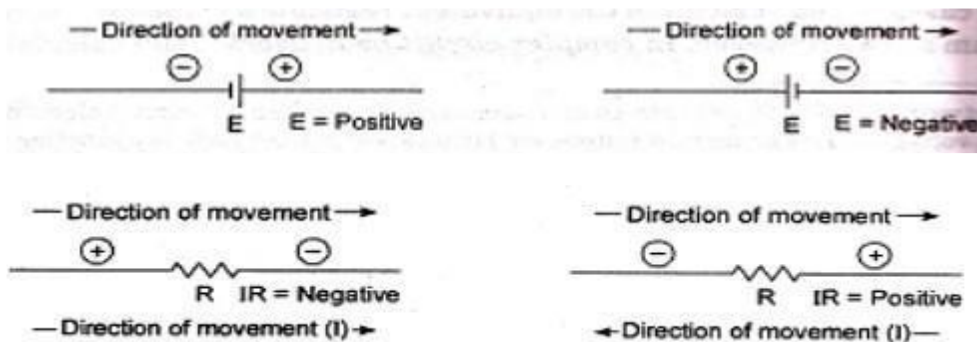 — Direction of movement →
− +
E E = Positive
— Direction of movement →
+ −
E E = Negative
— Direction of movement →
+ −
R IR = Negative
— Direction of movement (I) →
— Direction of movement →
− +
R IR = Positive
← Direction of movement (I) —